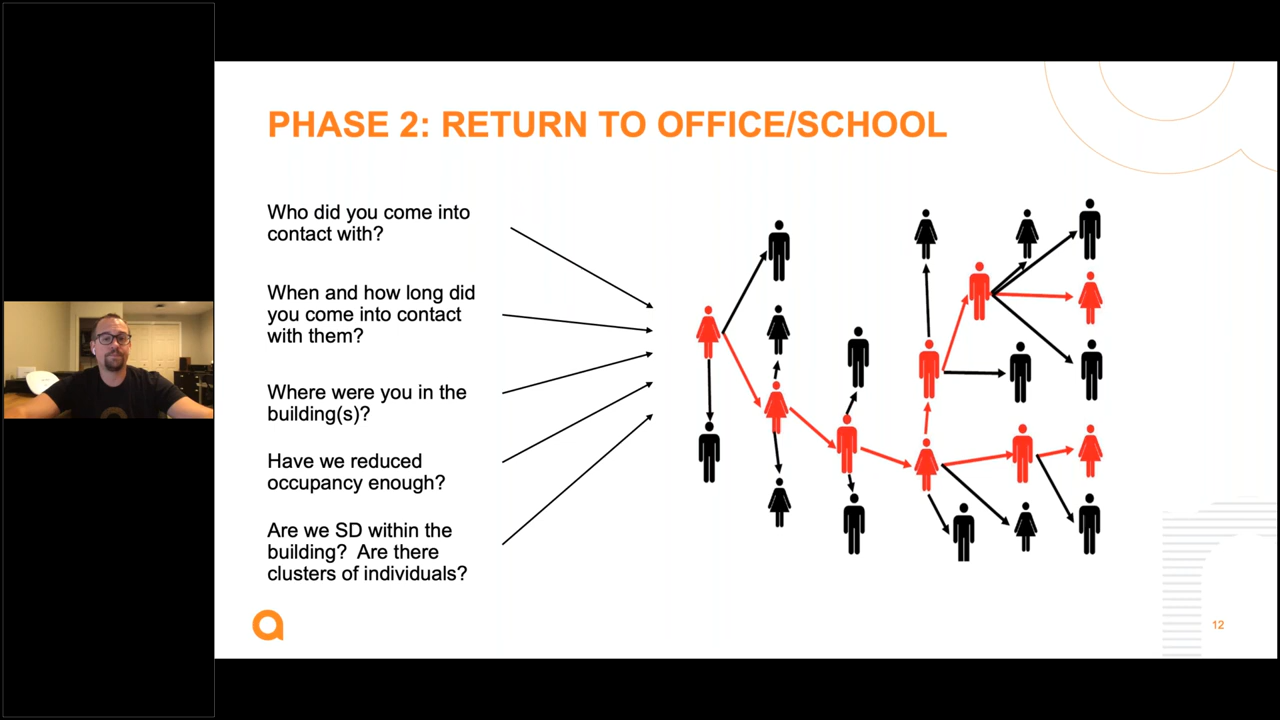 PHASE 2: RETURN TO OFFICE/SCHOOL
Who did you come into
contact with?
When and how long did
you come into contact
with them?
Where were you in the
building(s)?
Have we reduced
occupancy enough?
Are we SD within the
building? Are there
clusters of individuals?
12